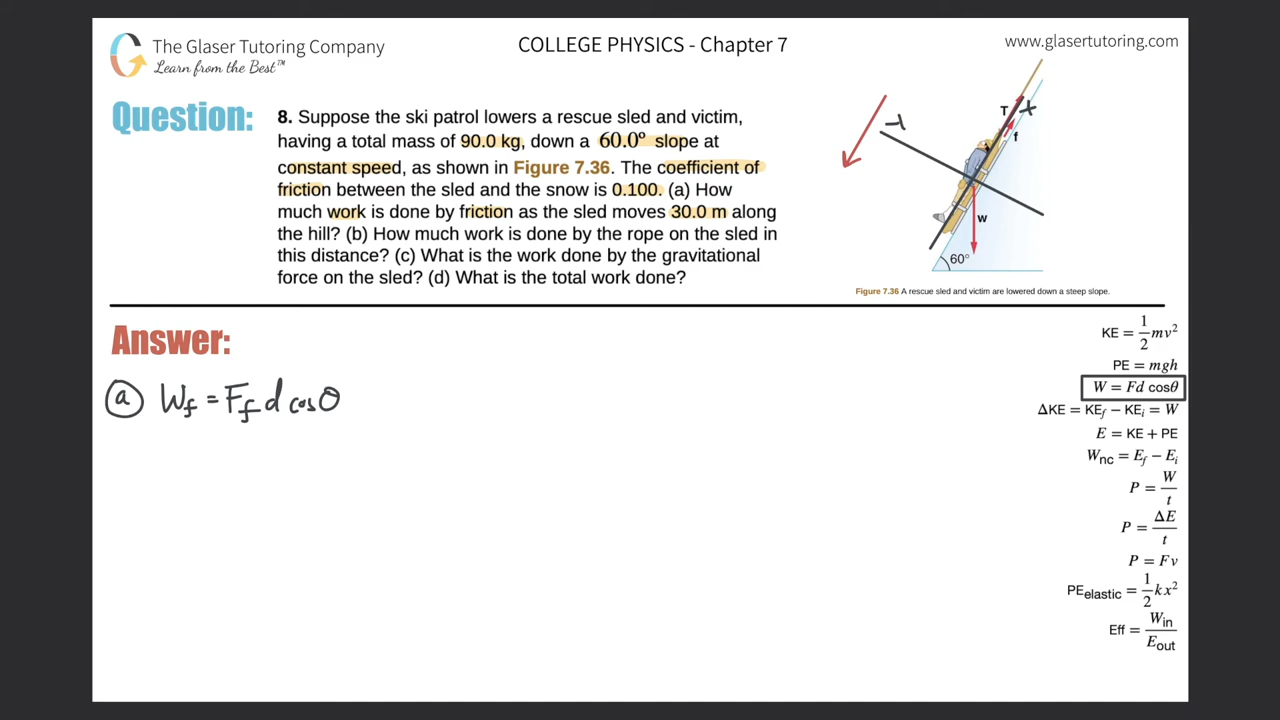 The Glaser Tutoring Company
Learn from the Best™
COLLEGE PHYSICS - Chapter 7
www.glasertutoring.com
Question:
8. Suppose the ski patrol lowers a rescue sled and victim,
having a total mass of 90.0 kg, down a 60.0º slope at
constant speed, as shown in Figure 7.36. The coefficient of
friction between the sled and the snow is 0.100. (a) How
much work is done by friction as the sled moves 30.0 m along
the hill? (b) How much work is done by the rope on the sled in
this distance? (c) What is the work done by the gravitational
force on the sled? (d) What is the total work done?
Y
T
X
f
w
60°
Figure 7.36 A rescue sled and victim are lowered down a steep slope.
Answer:
a W_f = F_f d cosθ
KE = 1/2 mv²
PE = mgh
W = Fd cosθ
ΔKE = KE_f − KE_i = W
E = KE + PE
W_nc = E_f − E_i
P = W/t
P = ΔE/t
P = Fv
PE_elastic = 1/2 kx²
Eff = W_in/E_out